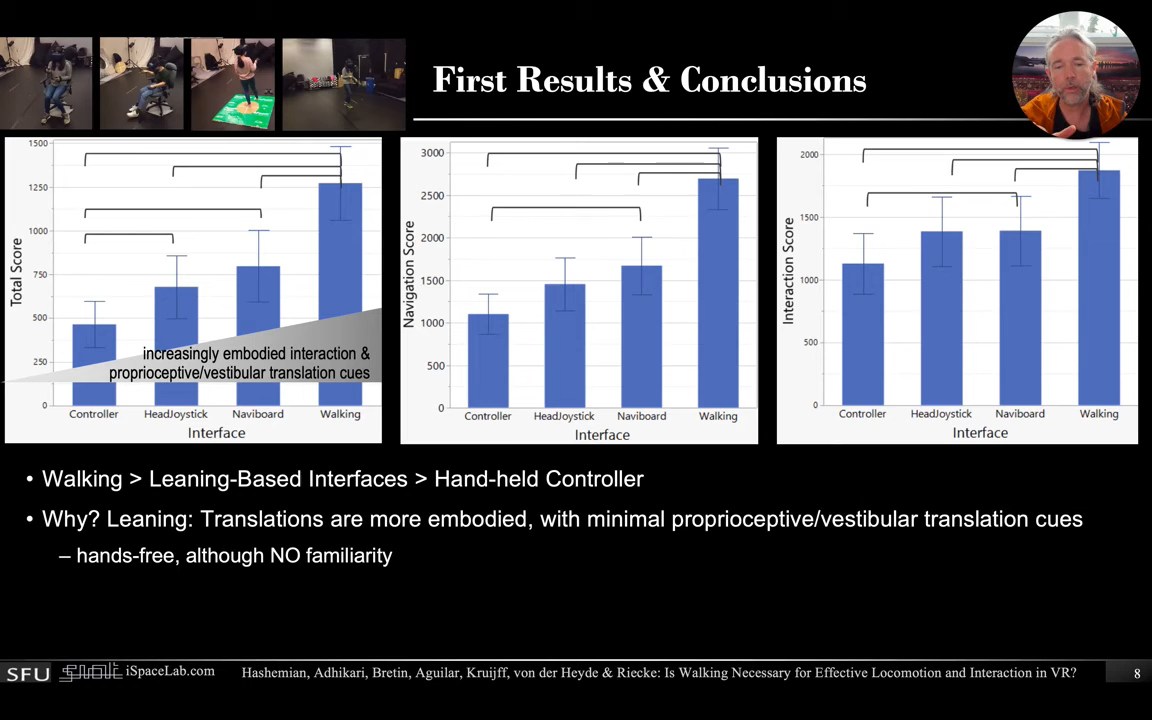 First Results & Conclusions
1500
1250
1000
750
500
250
0
Total Score
increasingly embodied interaction &
proprioceptive/vestibular translation cues
Controller HeadJoystick Naviboard Walking
Interface
3000
2500
2000
1500
1000
500
0
Navigation Score
Controller HeadJoystick Naviboard Walking
Interface
2000
1500
1000
500
0
Interaction Score
Controller HeadJoystick Naviboard Walking
Interface
• Walking > Leaning-Based Interfaces > Hand-held Controller
• Why? Leaning: Translations are more embodied, with minimal proprioceptive/vestibular translation cues
– hands-free, although NO familiarity
SFU iSpaceLab.com Hashemian, Adhikari, Bretin, Aguilar, Kruijff, von der Heyde & Riecke: Is Walking Necessary for Effective Locomotion and Interaction in VR? 8